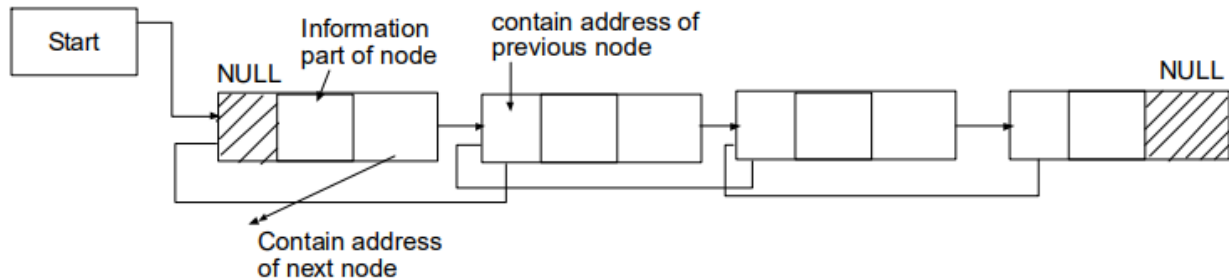 Start
Information
part of node
contain address of
previous node
NULL
NULL
Contain address
of next node